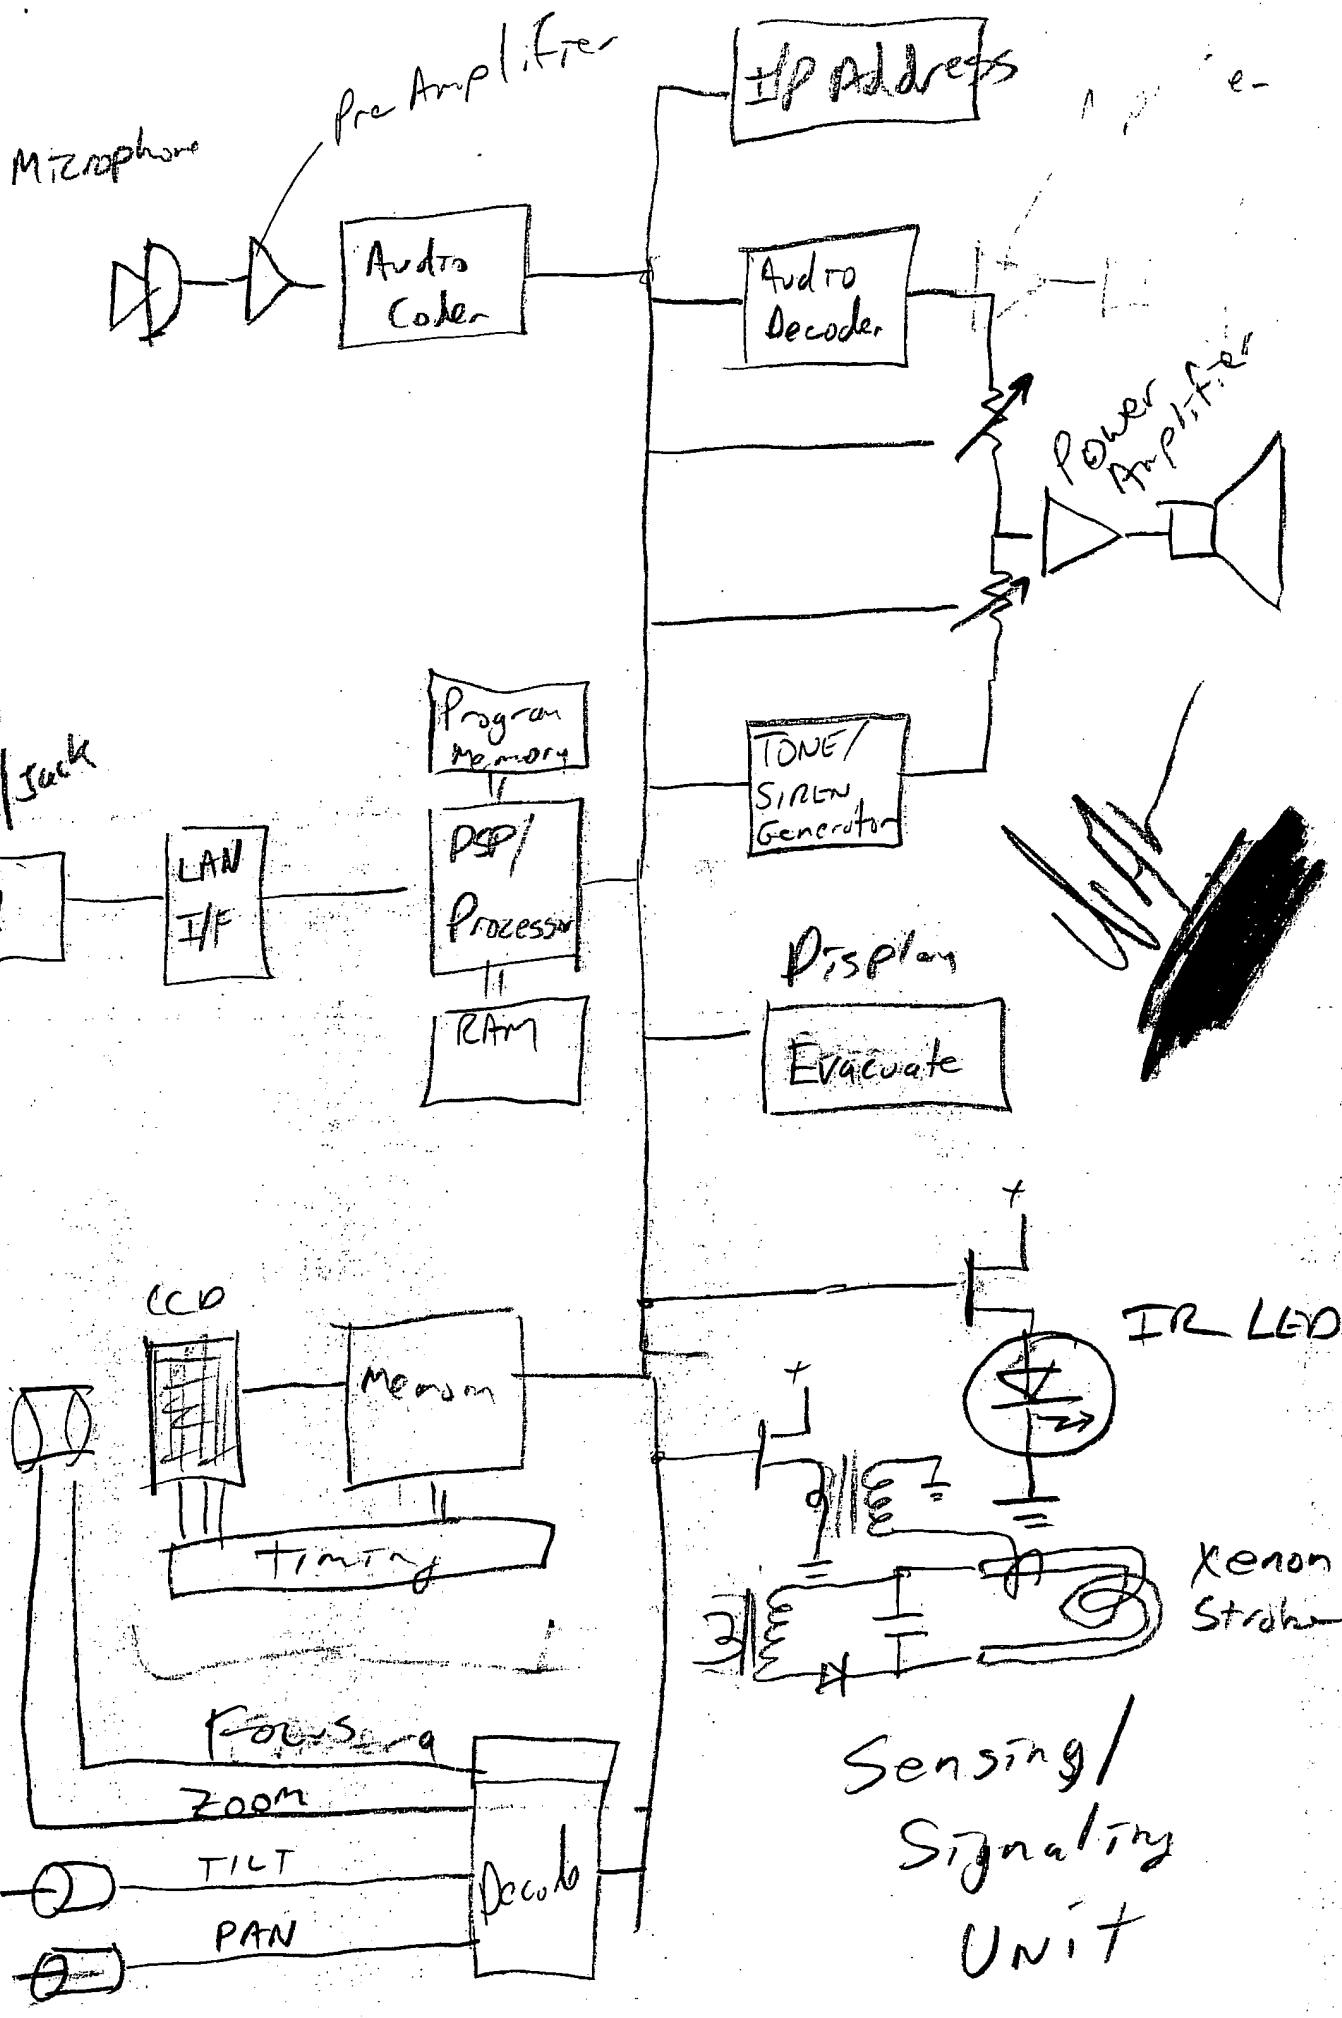 Pre Amplifier
I/P Address
Microphone
Audio
Coder
Audio
Decoder
Power
Amplifier
Program
Memory
/Jack
LAN
I/F
DSP/
Processor
RAM
TONE/
SIREN
Generator
Display
Evacuate
+
CCD
IR LED
Memory
+
Timing
Xenon
Strobe
Focusing
ZOOM
TILT
PAN
Decode
Sensing/
Signaling
UNiT